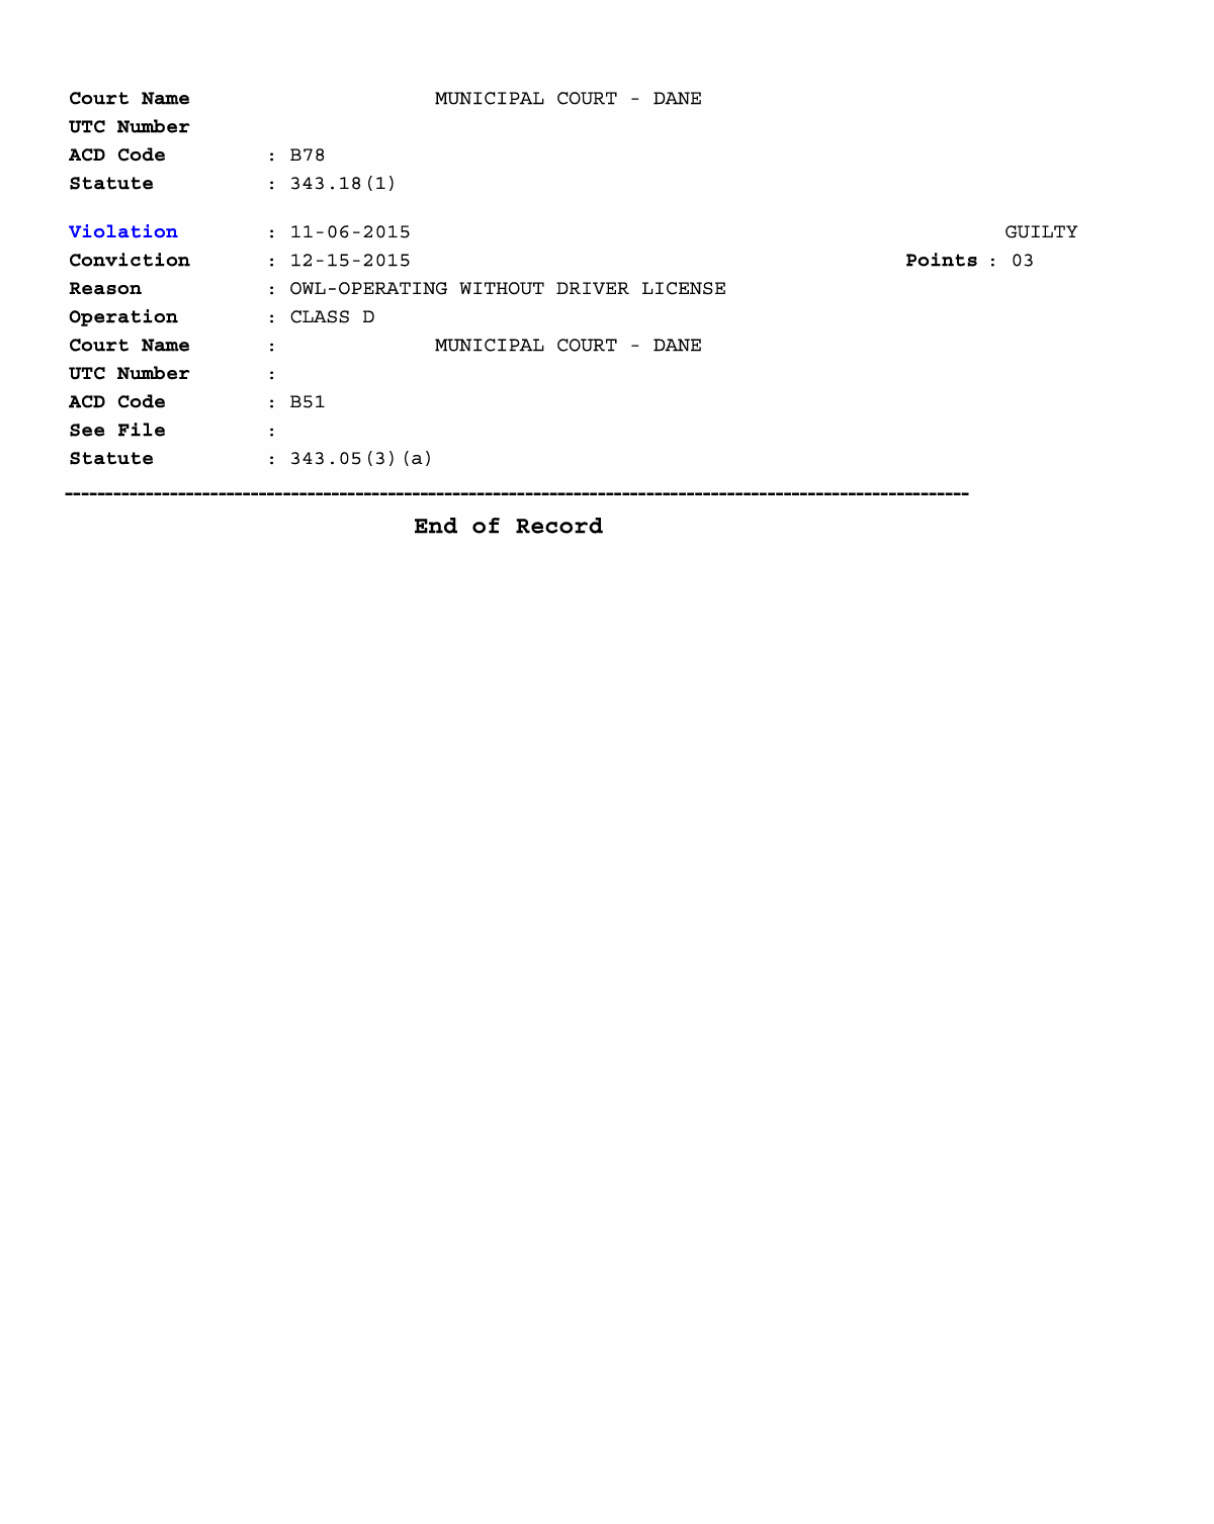 Court Name MUNICIPAL COURT - DANE
UTC Number
ACD Code : B78
Statute : 343.18(1)
Violation : 11-06-2015 GUILTY
Conviction : 12-15-2015 Points : 03
Reason : OWL-OPERATING WITHOUT DRIVER LICENSE
Operation : CLASS D
Court Name : MUNICIPAL COURT - DANE
UTC Number :
ACD Code : B51
See File :
Statute : 343.05(3)(a)
--------------------------------------------------------------------------------
End of Record